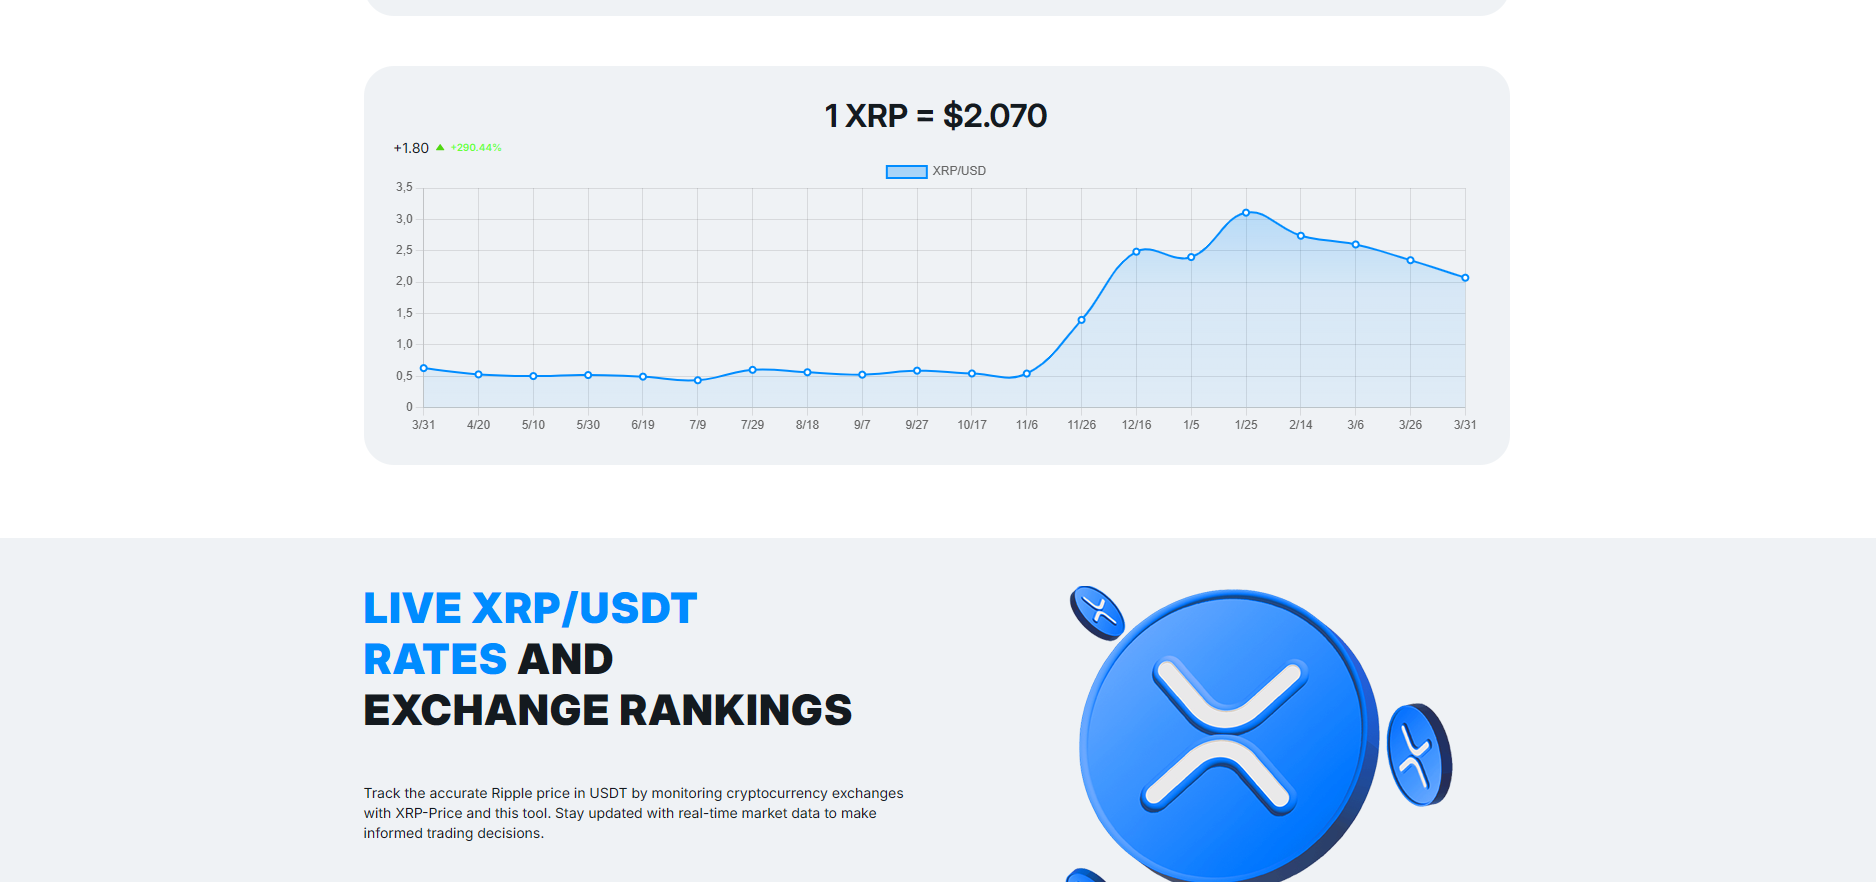 1 XRP = $2.070
+1.80 +290.44%
XRP/USD
3,5
3,0
2,5
2,0
1,5
1,0
0,5
0
3/31 4/20 5/10 5/30 6/19 7/9 7/29 8/18 9/7 9/27 10/17 11/6 11/26 12/16 1/5 1/25 2/14 3/6 3/26 3/31
LIVE XRP/USDT
RATES AND
EXCHANGE RANKINGS
Track the accurate Ripple price in USDT by monitoring cryptocurrency exchanges
with XRP-Price and this tool. Stay updated with real-time market data to make
informed trading decisions.